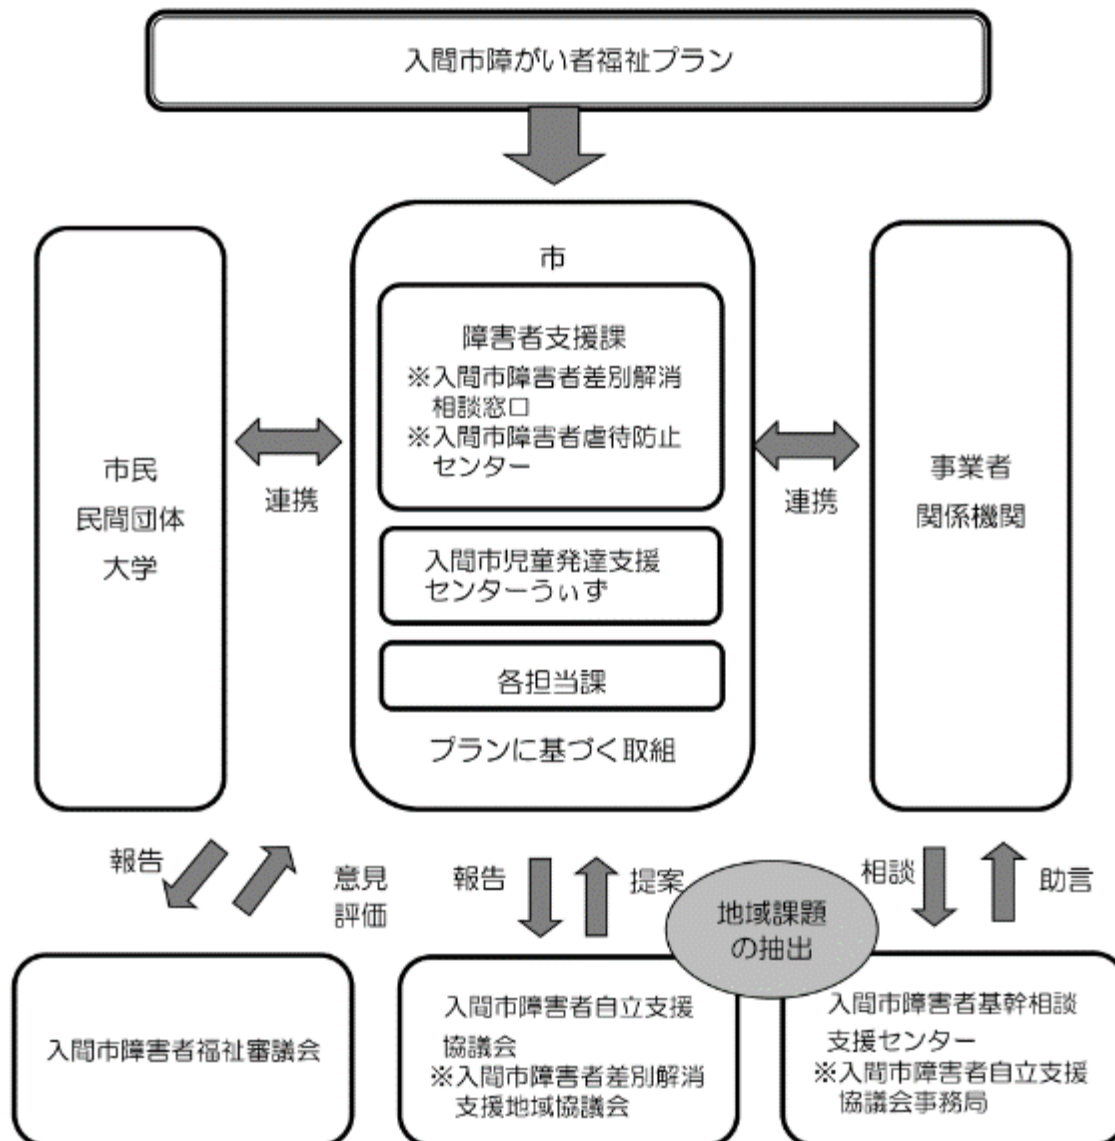 入間市障がい者福祉プラン
市
障害者支援課
※入間市障害者差別解消
相談窓口
※入間市障害者虐待防止
センター
入間市児童発達支援
センターうぃず
各担当課
プランに基づく取組
市民
民間団体
大学
連携
連携
事業者
関係機関
報告
意見
評価
報告
提案
地域課題
の抽出
相談
助言
入間市障害者福祉審議会
入間市障害者自立支援
協議会
※入間市障害者差別解消
支援地域協議会
入間市障害者基幹相談
支援センター
※入間市障害者自立支援
協議会事務局